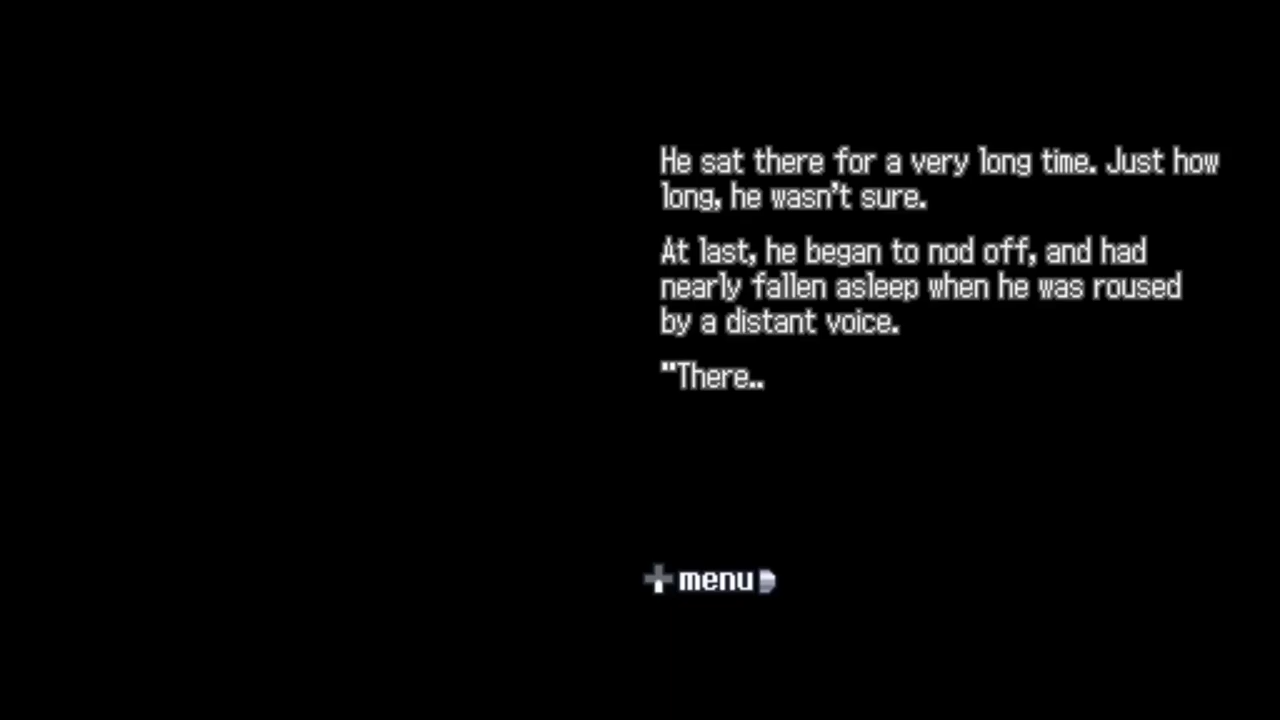 He sat there for a very long time. Just how
long, he wasn't sure.
At last, he began to nod off, and had
nearly fallen asleep when he was roused
by a distant voice.
"There..
menu